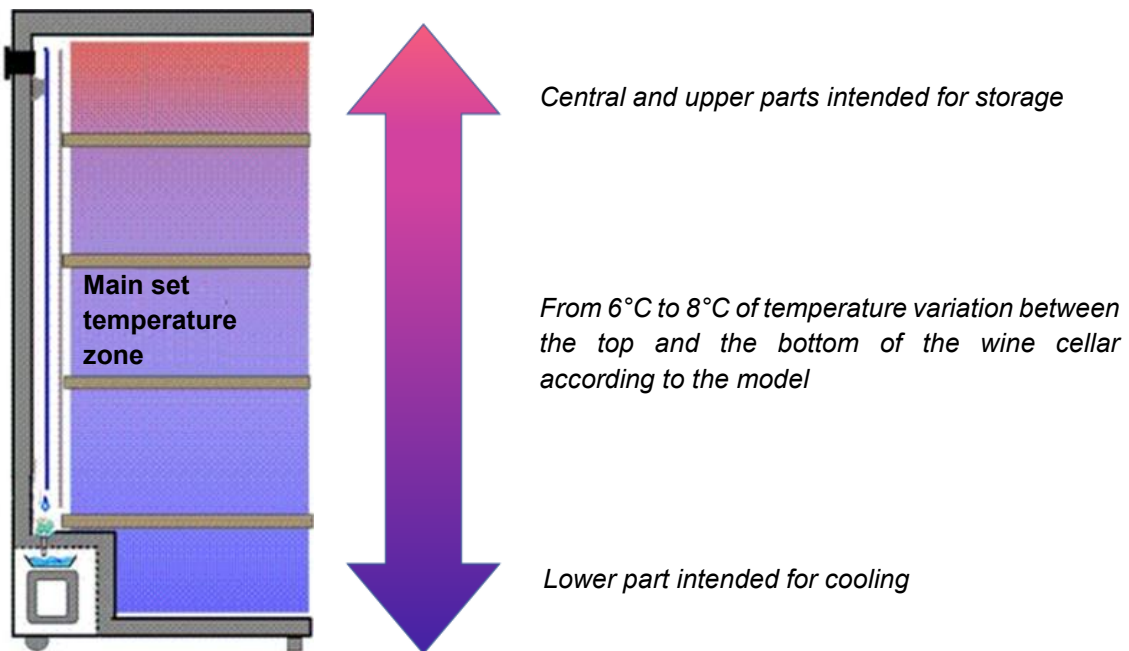 Central and upper parts intended for storage
Main set
temperature
zone
From 6°C to 8°C of temperature variation between
the top and the bottom of the wine cellar
according to the model
Lower part intended for cooling